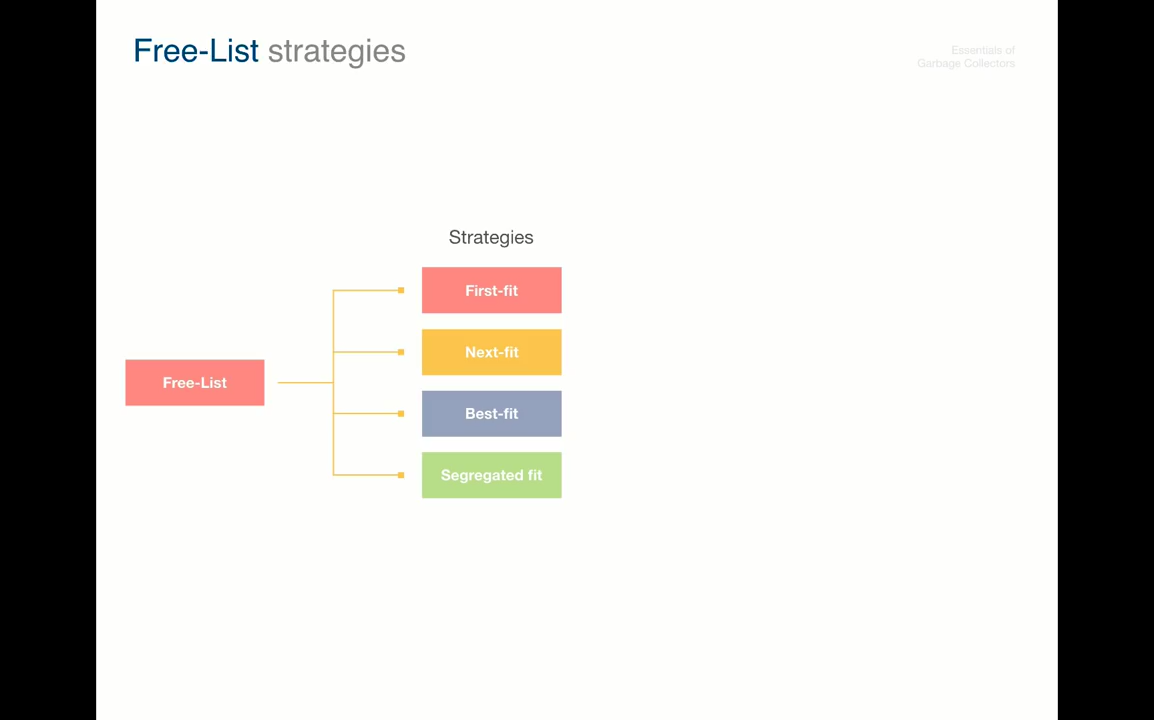 Free-List strategies
Essentials of
Garbage Collectors
Strategies
First-fit
Next-fit
Free-List
Best-fit
Segregated fit